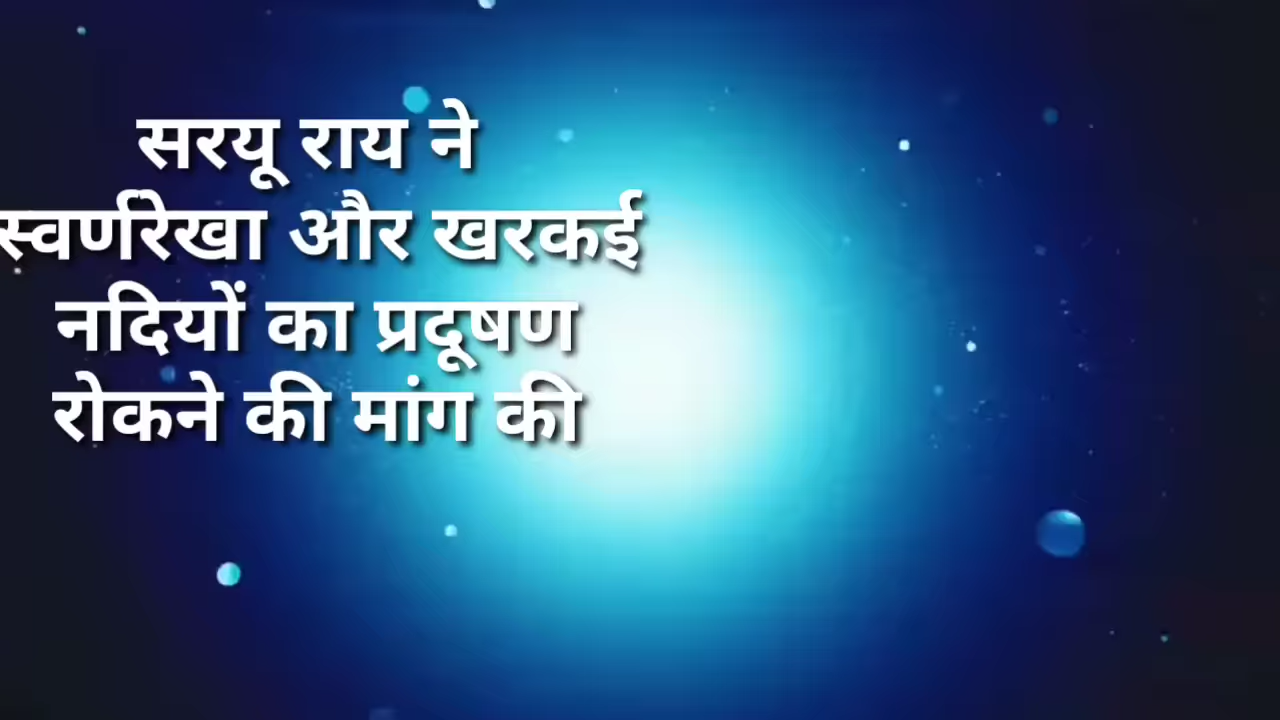 सरयू राय ने
स्वर्णरेखा और खरकई
नदियों का प्रदूषण
रोकने की मांग की